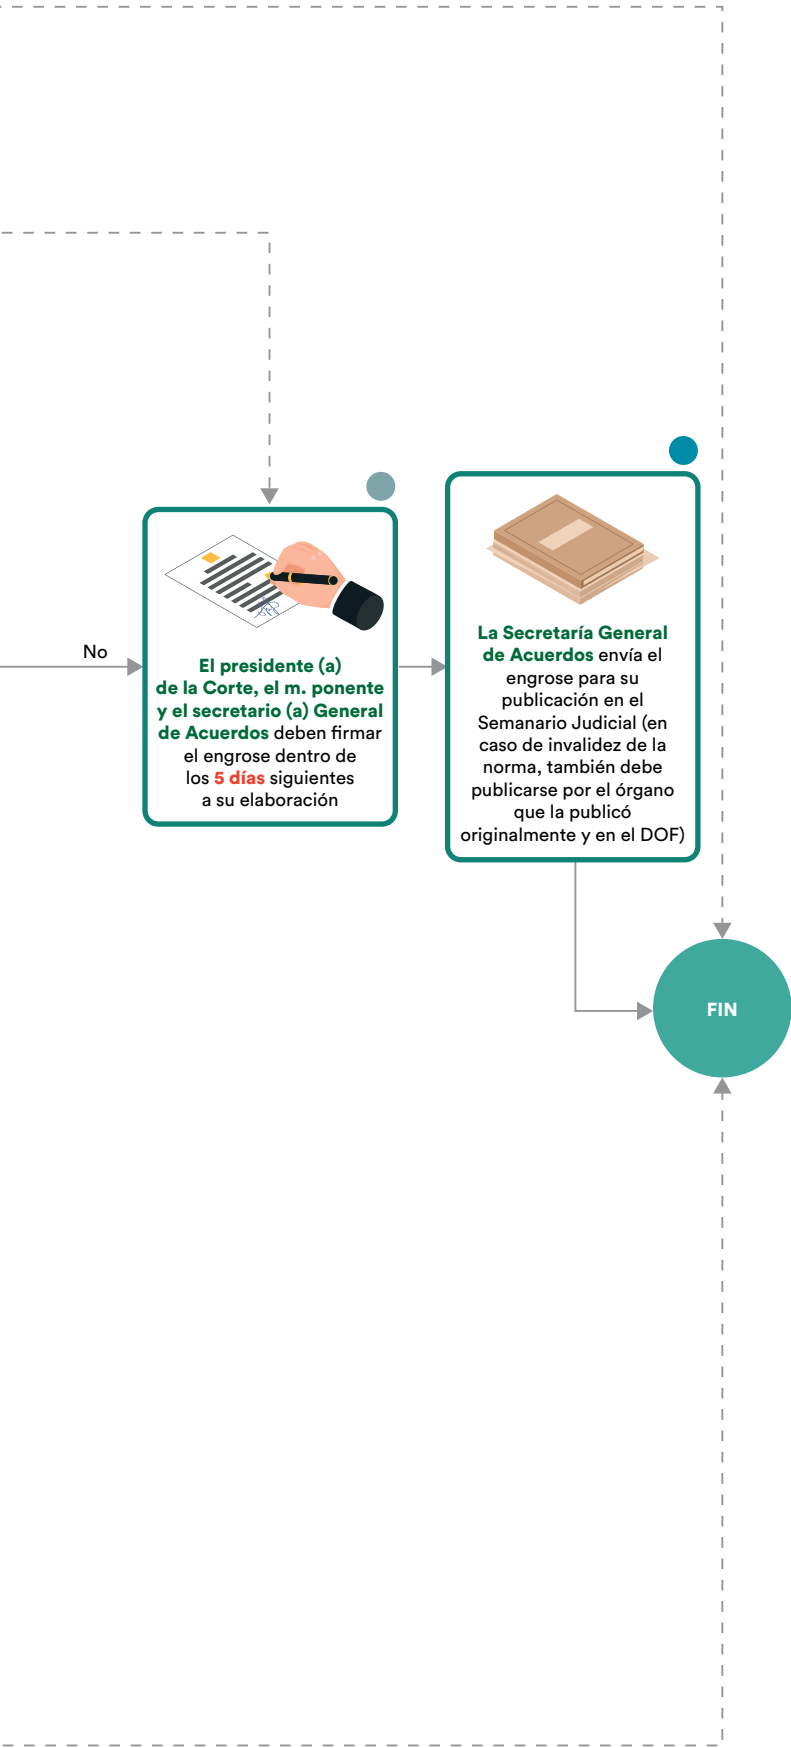 No
El presidente (a)
de la Corte, el m. ponente
y el secretario (a) General
de Acuerdos deben firmar
el engrose dentro de
los 5 días siguientes
a su elaboración
La Secretaría General
de Acuerdos envía el
engrose para su
publicación en el
Semanario Judicial (en
caso de invalidez de la
norma, también debe
publicarse por el órgano
que la publicó
originalmente y en el DOF)
FIN